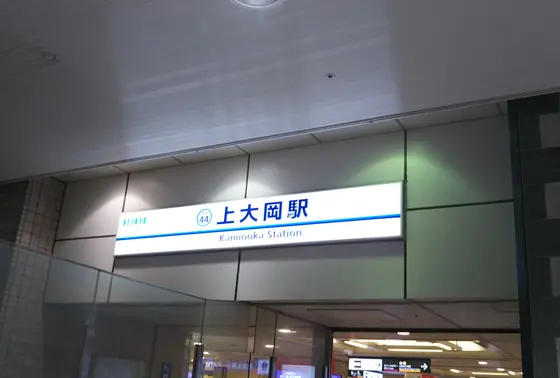 KEIKYU
44 上大岡駅
Kamiooka Station